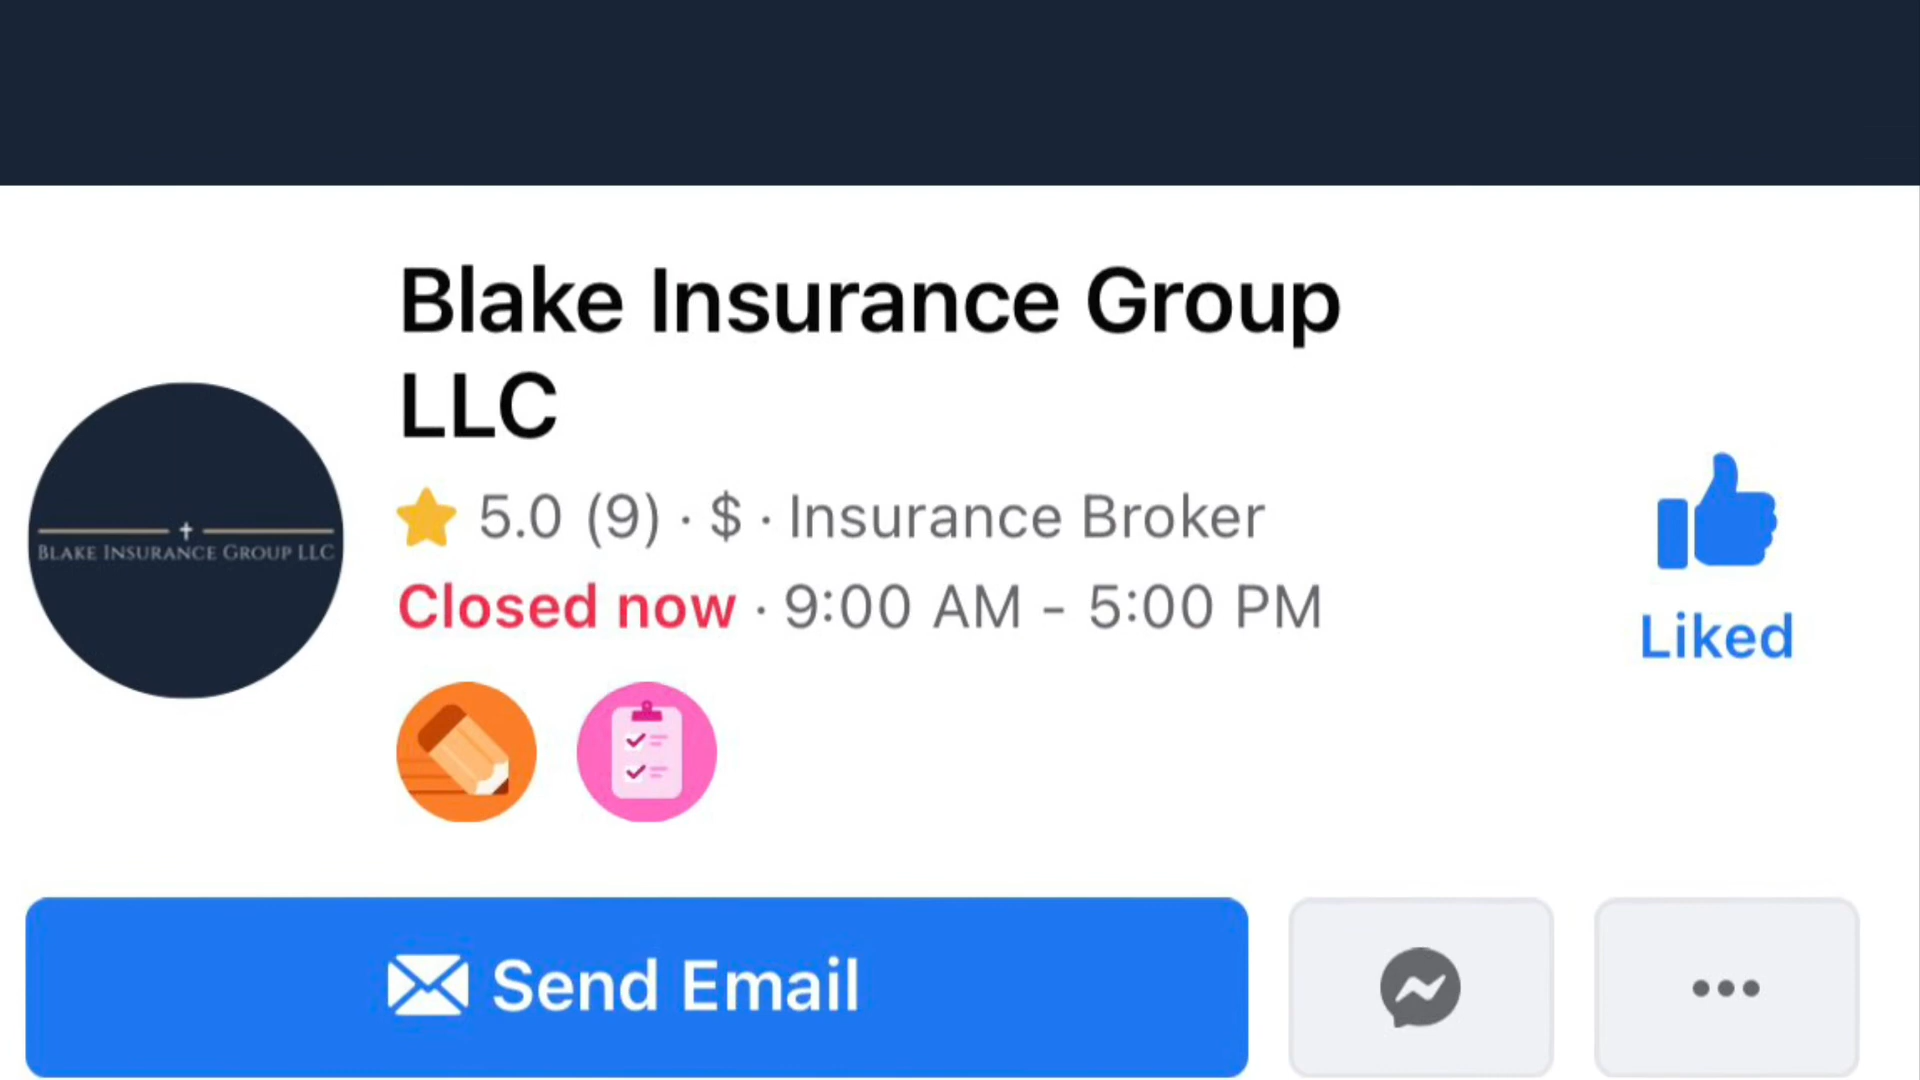 Blake Insurance Group
LLC
5.0 (9) · $ · Insurance Broker
Closed now · 9:00 AM - 5:00 PM
BLAKE INSURANCE GROUP LLC
Liked
Send Email